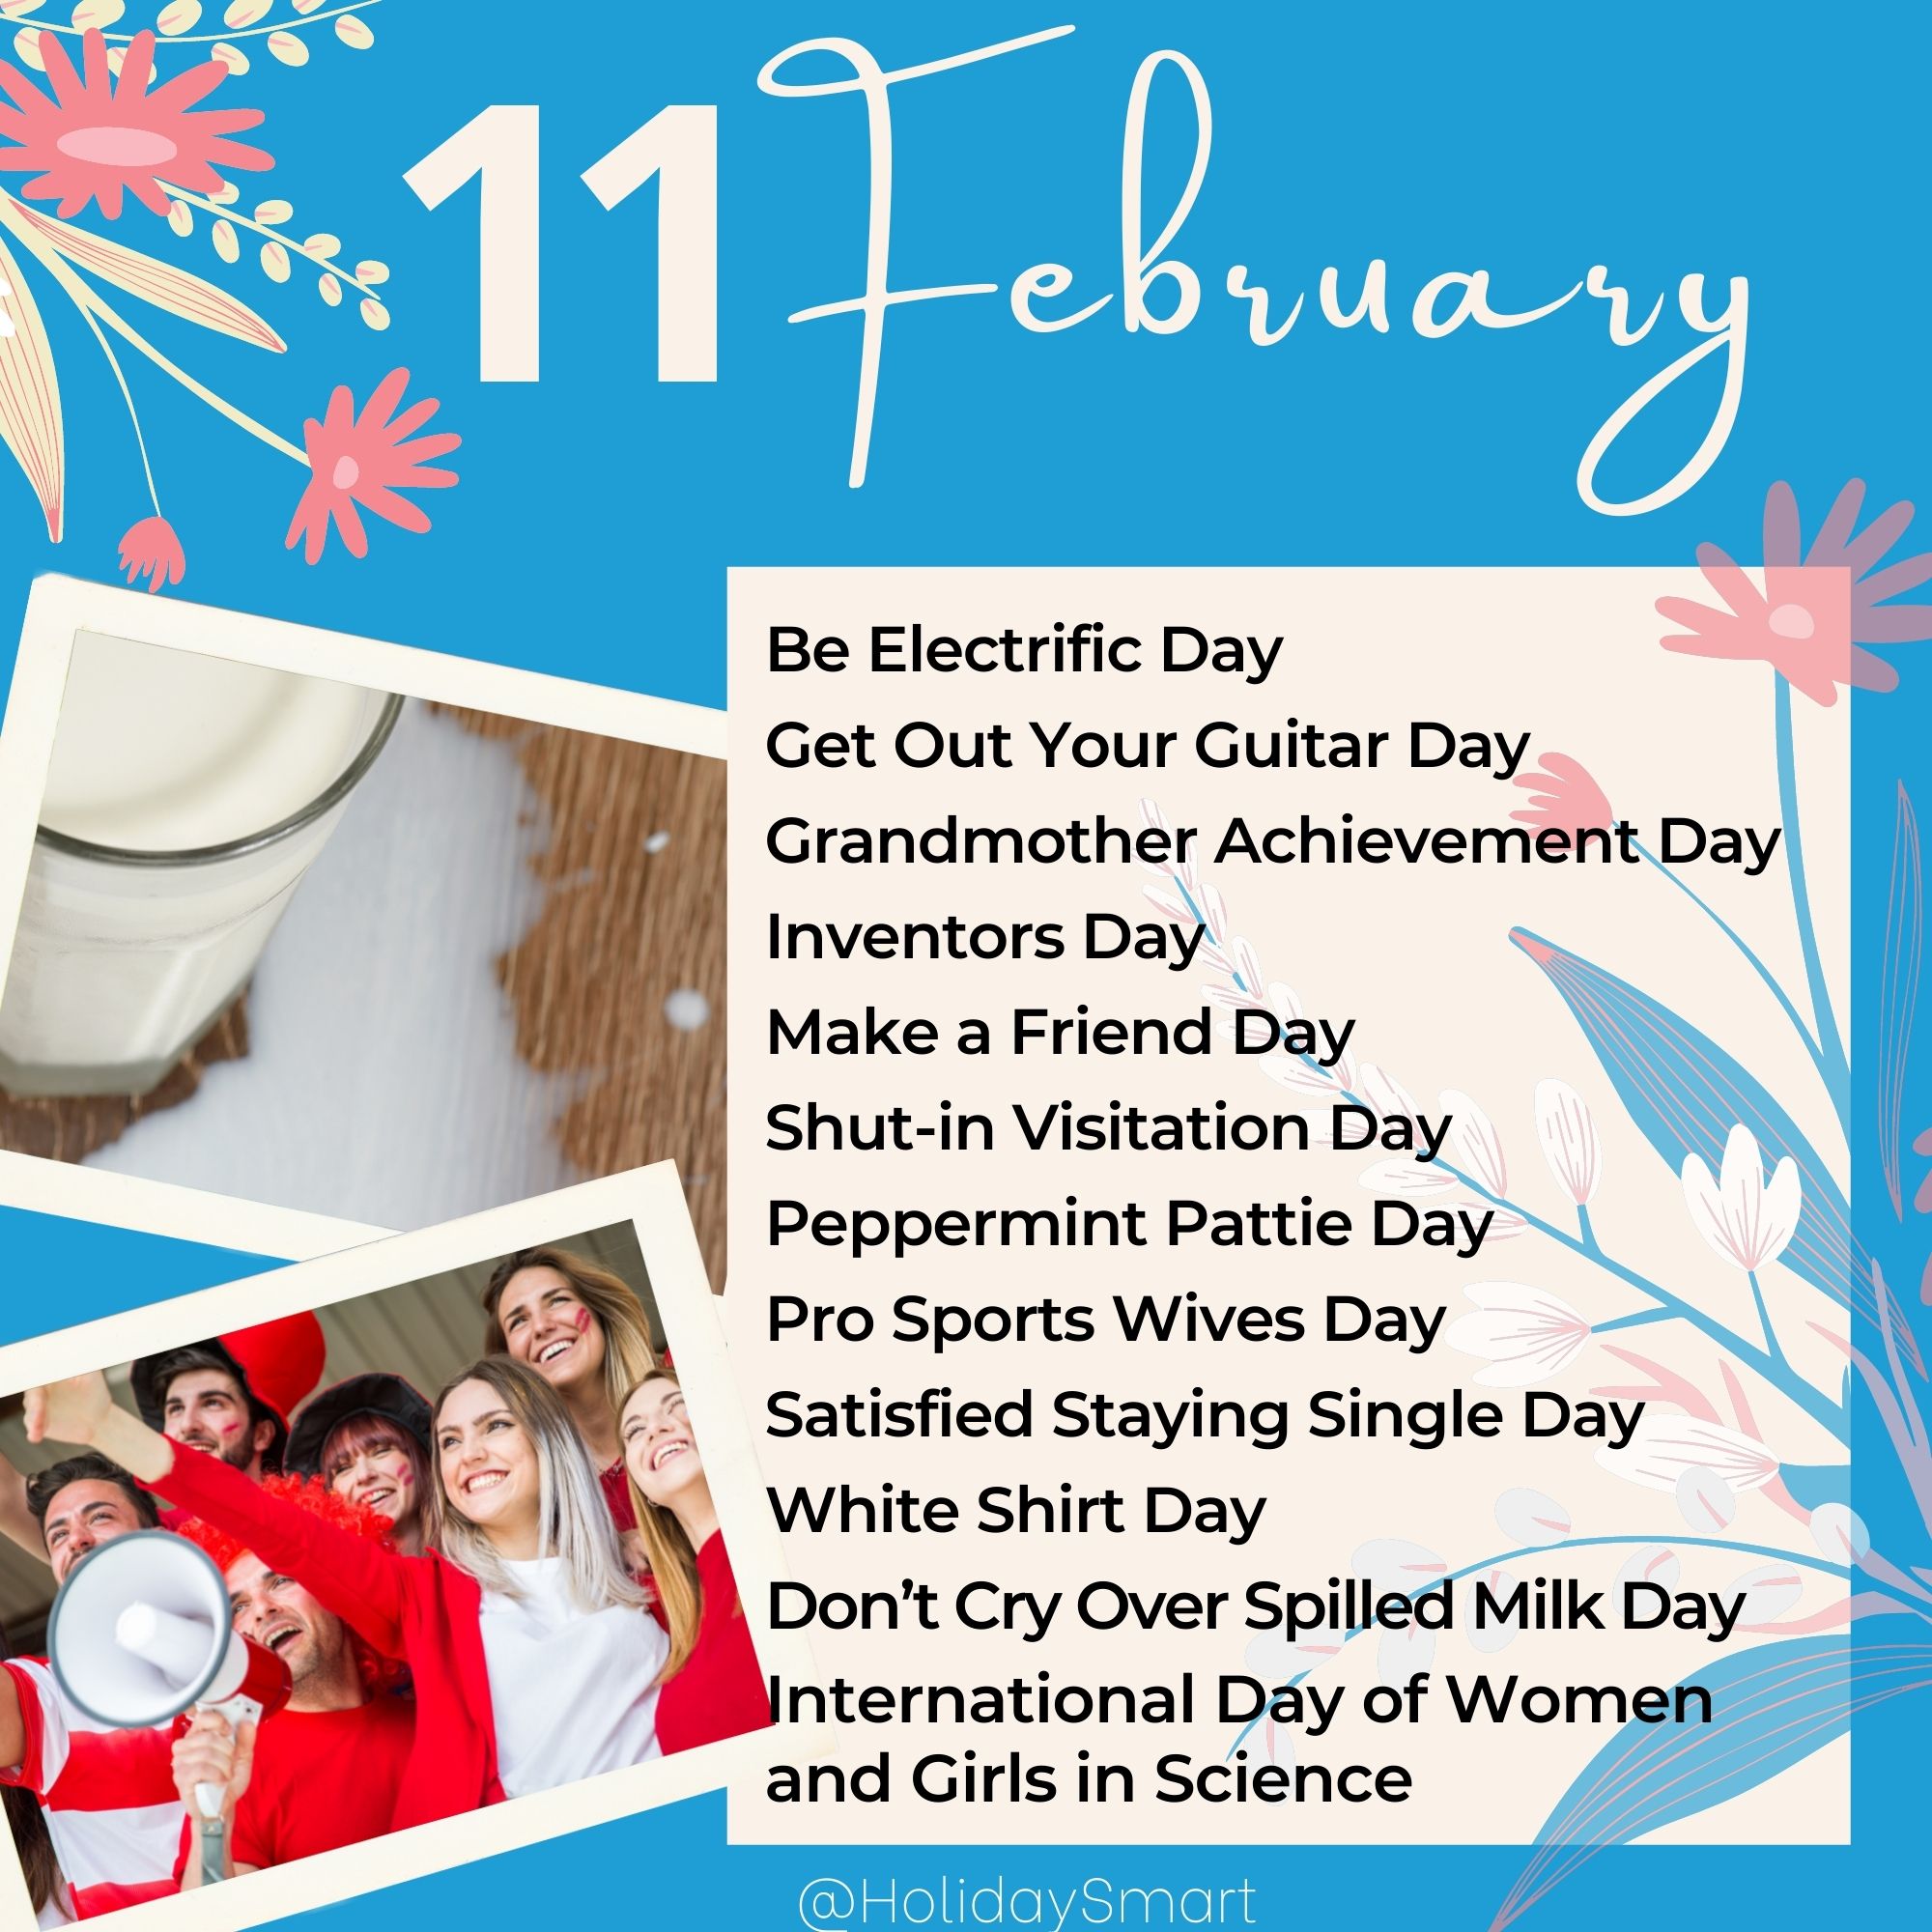 11 February
Be Electrific Day
Get Out Your Guitar Day
Grandmother Achievement Day
Inventors Day
Make a Friend Day
Shut-in Visitation Day
Peppermint Pattie Day
Pro Sports Wives Day
Satisfied Staying Single Day
White Shirt Day
Don’t Cry Over Spilled Milk Day
International Day of Women
and Girls in Science
@HolidaySmart